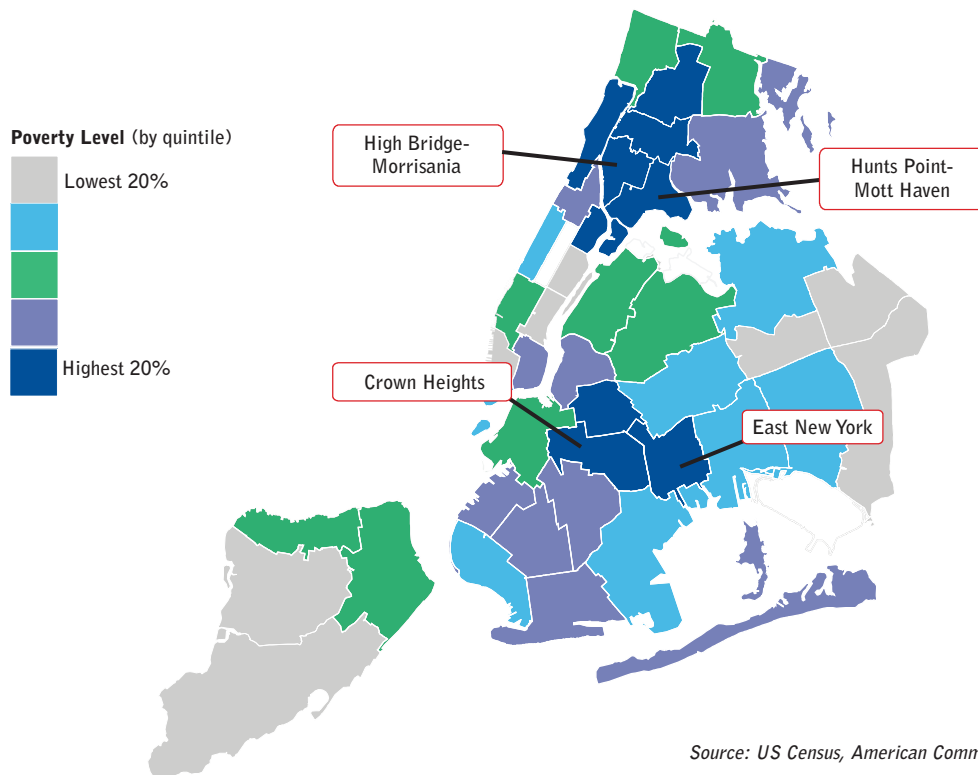 Poverty Level (by quintile)
Lowest 20%
Highest 20%
High Bridge-
Morrisania
Hunts Point-
Mott Haven
Crown Heights
East New York
Source: US Census, American Comm